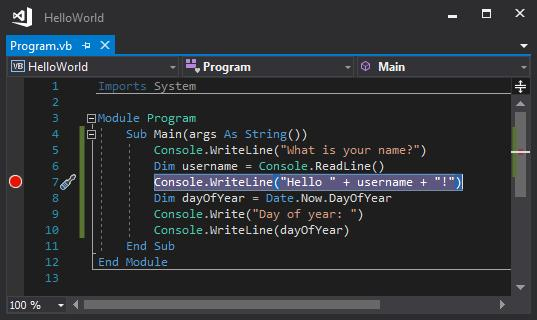 HelloWorld
Program.vb
VB HelloWorld Program Main
1 Imports System
2
3 Module Program
4 Sub Main(args As String())
5 Console.WriteLine("What is your name?")
6 Dim username = Console.ReadLine()
7 Console.WriteLine("Hello " + username + "!")
8 Dim dayOfYear = Date.Now.DayOfYear
9 Console.Write("Day of year: ")
10 Console.WriteLine(dayOfYear)
11 End Sub
12 End Module
13
100 %